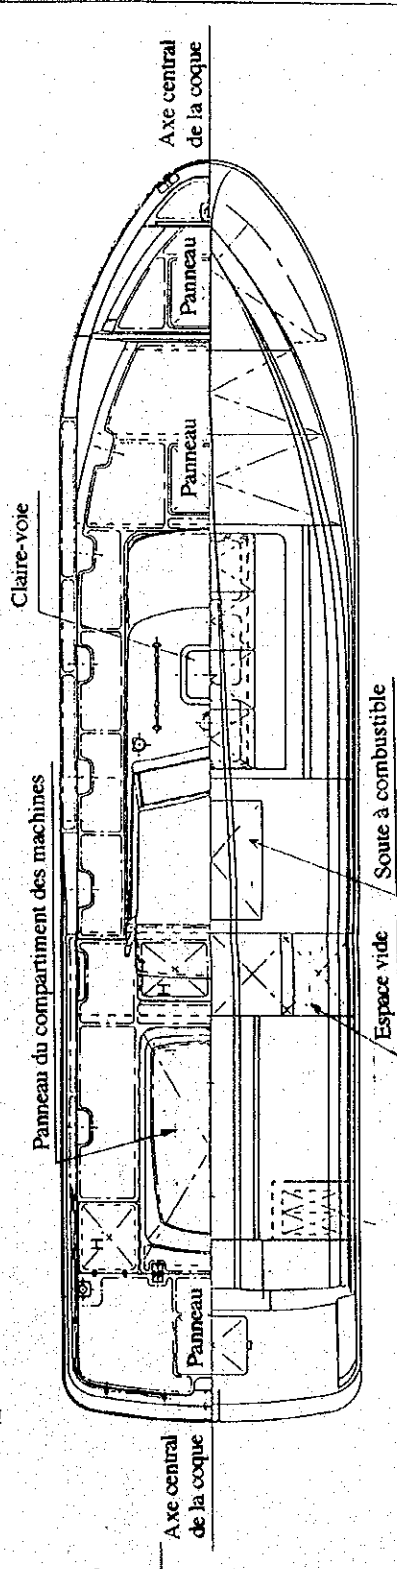 Axe central
de la coque
Panneau
Panneau
Claire-voie
Panneau du compartiment des machines
H
H
Panneau
Soute à combustible
Espace vide
Axe central
de la coque